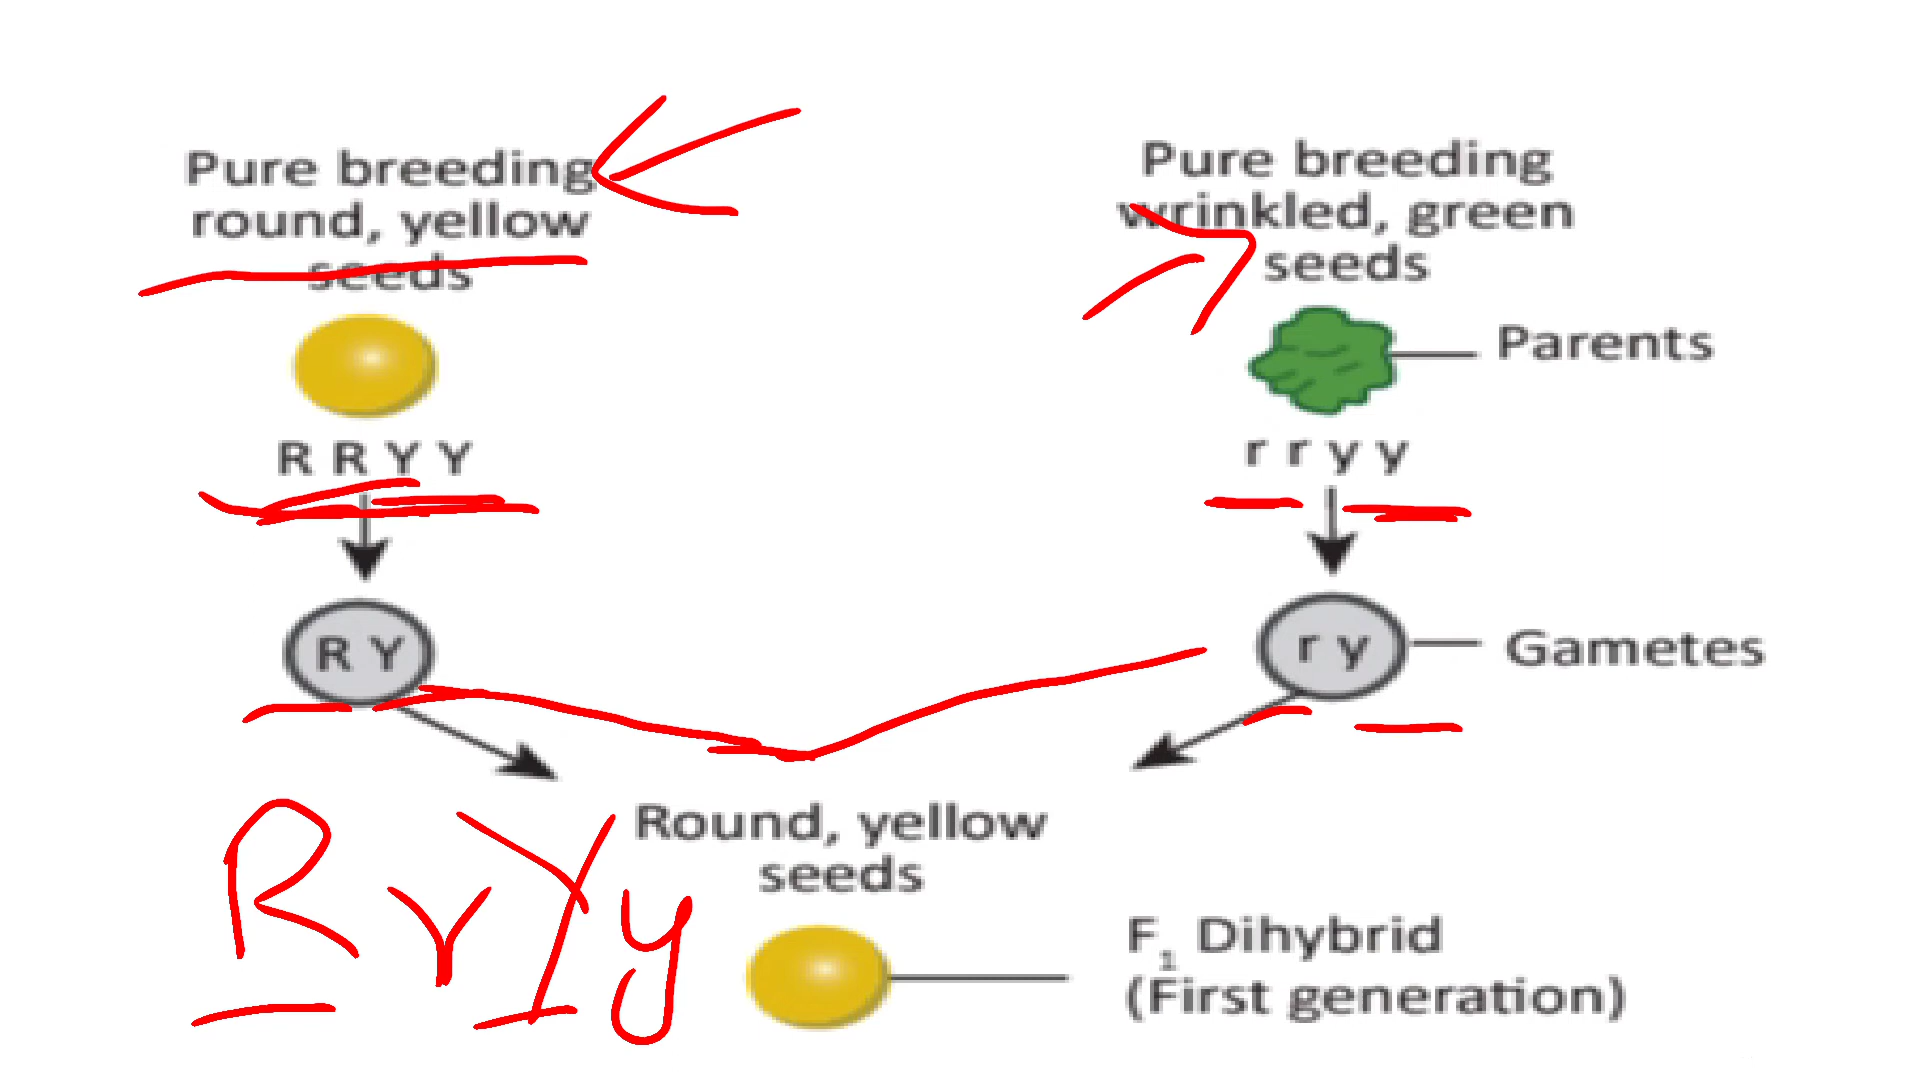 Pure breeding
round, yellow
seeds
Pure breeding
wrinkled, green
seeds
Parents
R R Y Y
r r y y
R Y
r y
Gametes
Round, yellow
seeds
R r Y y
F₁ Dihybrid
(First generation)